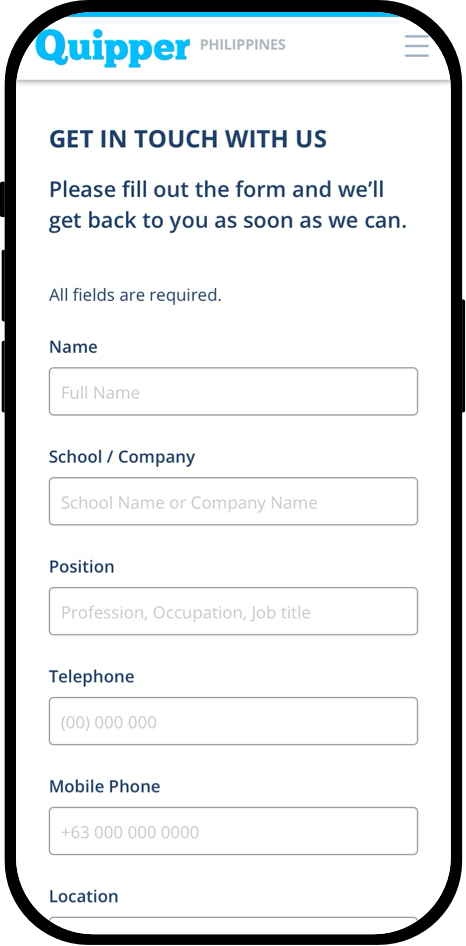 Quipper PHILIPPINES
GET IN TOUCH WITH US
Please fill out the form and we’ll
get back to you as soon as we can.
All fields are required.
Name
Full Name
School / Company
School Name or Company Name
Position
Profession, Occupation, Job title
Telephone
(00) 000 000
Mobile Phone
+63 000 000 0000
Location